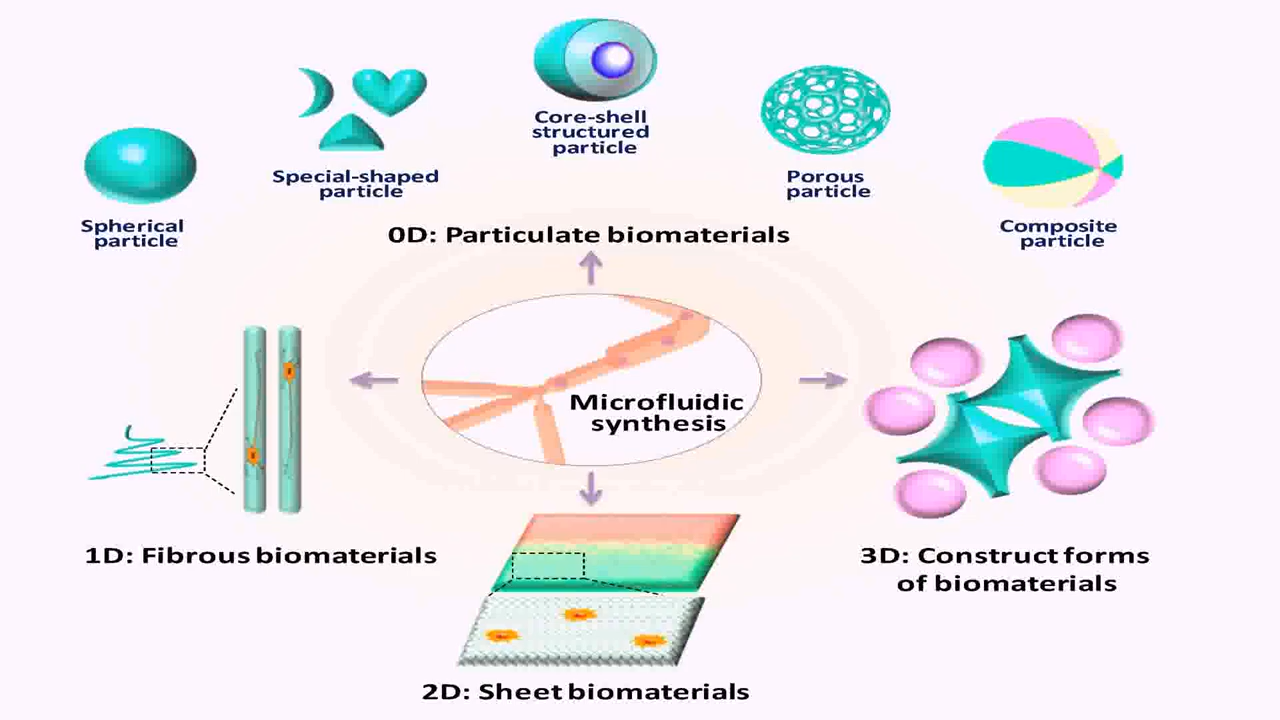 Core-shell
structured
particle
Special-shaped
particle
Porous
particle
Spherical
particle
Composite
particle
0D: Particulate biomaterials
Microfluidic
synthesis
1D: Fibrous biomaterials
3D: Construct forms
of biomaterials
2D: Sheet biomaterials